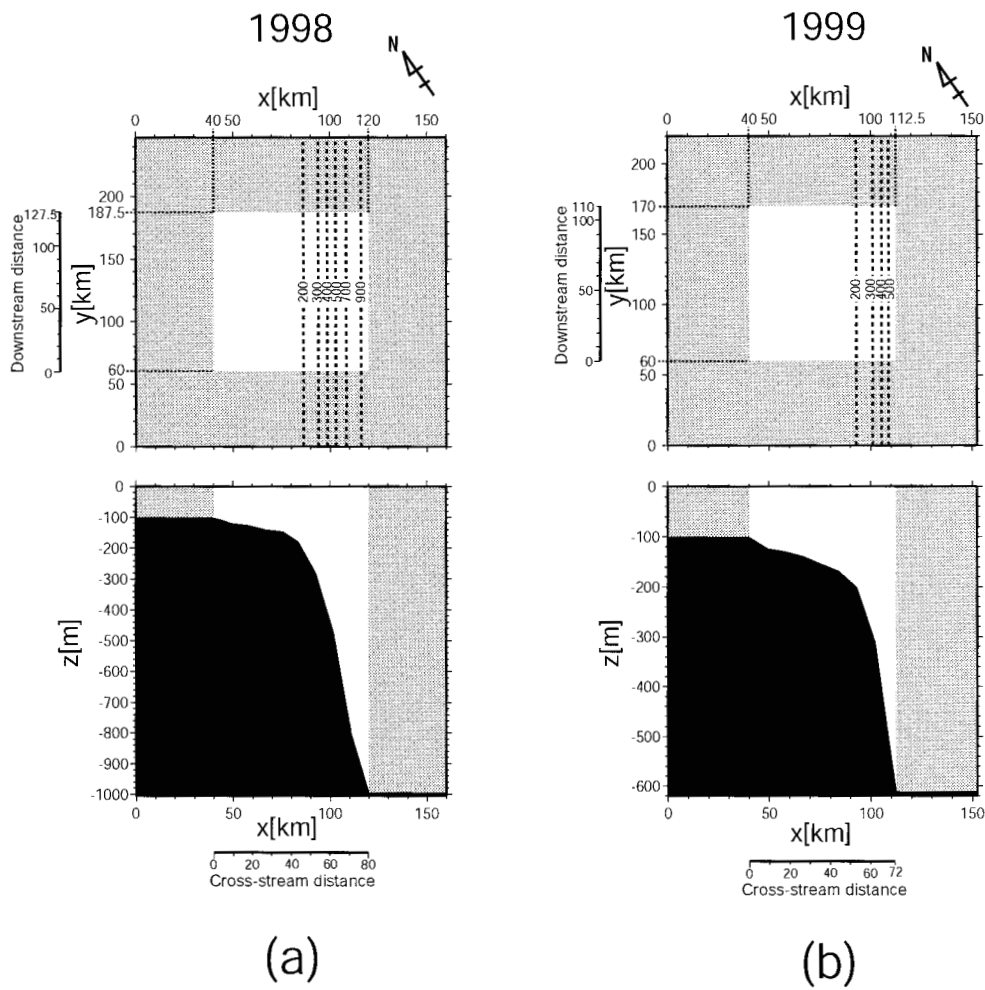 1998
N
x[km]
0 40 50 100 120 150
200
187.5
150
100
60
50
0
y[km]
127.5
100
50
0
Downstream distance
200 300 400 500 700 900
0
-100
-200
-300
-400
-500
-600
-700
-800
-900
-1000
z[m]
0 50 100 150
x[km]
0 20 40 60 80
Cross-stream distance
(a)
1999
N
x[km]
0 40 50 100 112.5 150
200
170
150
100
60
50
0
y[km]
110
100
50
0
Downstream distance
200 300 400 500
0
-100
-200
-300
-400
-500
-600
z[m]
0 50 100 150
x[km]
0 20 40 60 72
Cross-stream distance
(b)